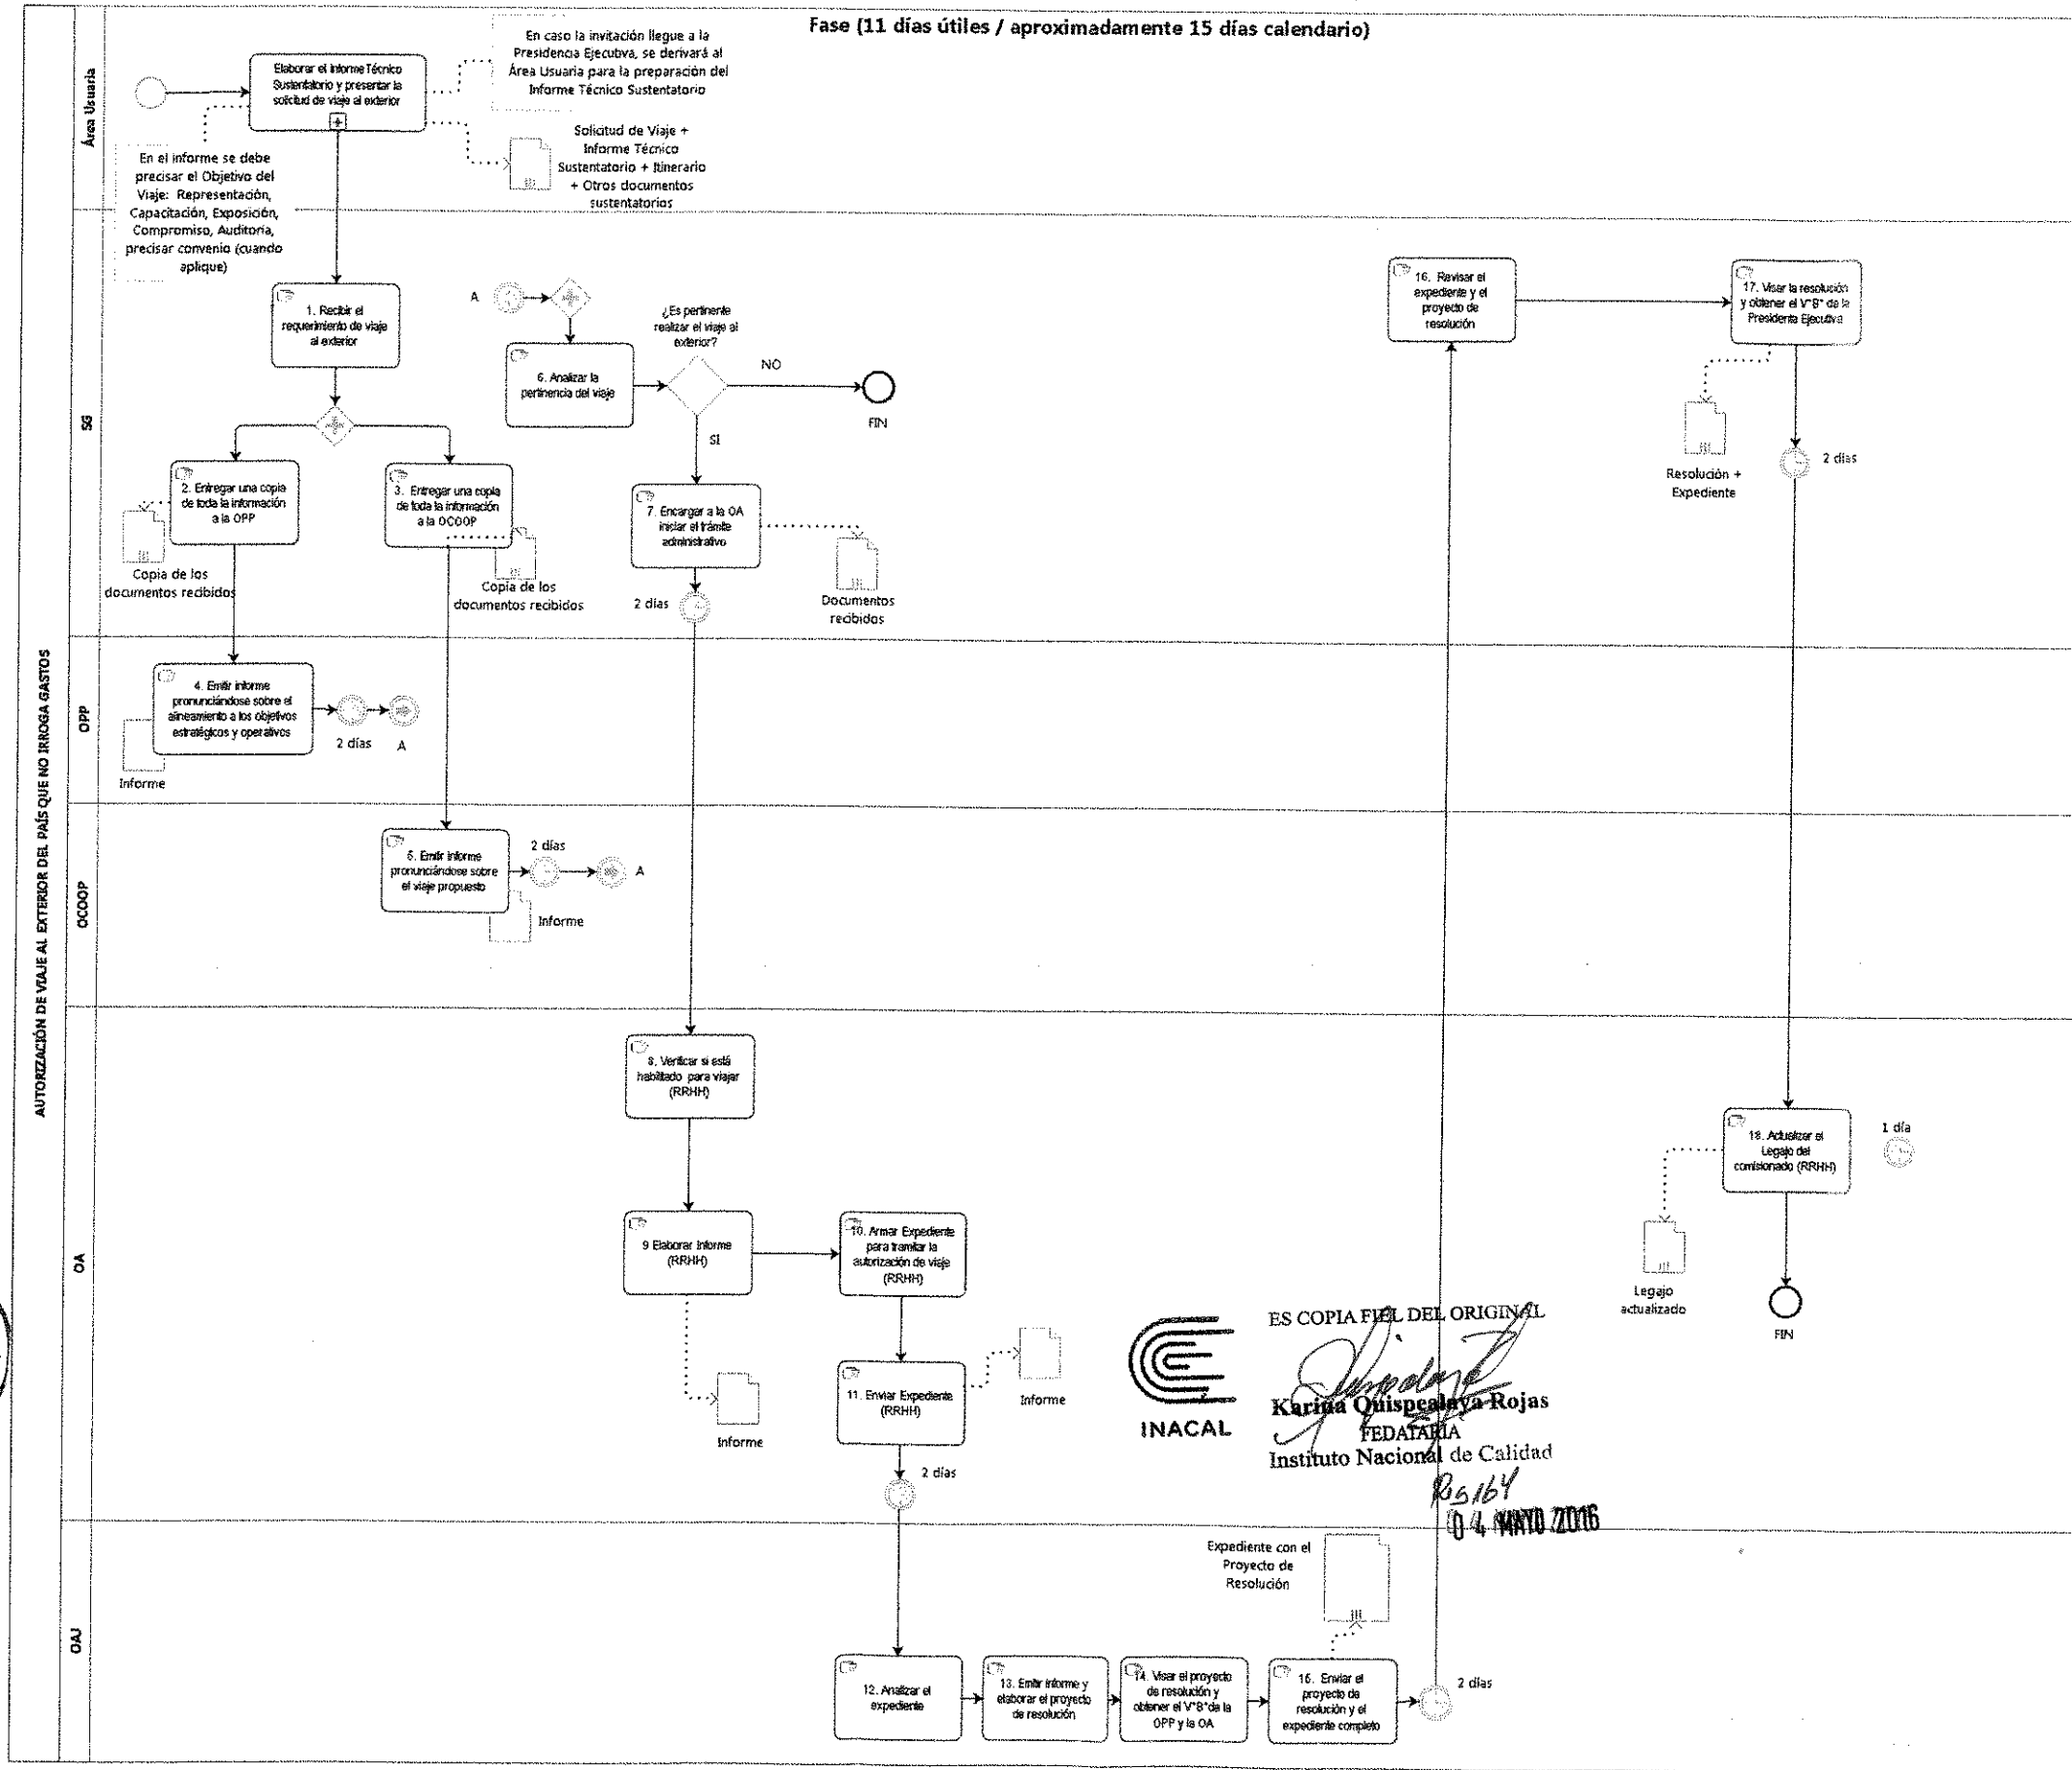 Fase (11 días útiles / aproximadamente 15 días calendario)
AUTORIZACIÓN DE VIAJE AL EXTERIOR DEL PAÍS QUE NO IRROGA GASTOS
Área Usuaria
Elaborar el Informe Técnico
Sustentatorio y presentar la
solicitud de viaje al exterior
En caso la invitación llegue a la
Presidencia Ejecutiva, se derivará al
Área Usuaria para la preparación del
Informe Técnico Sustentatorio
Solicitud de Viaje +
Informe Técnico
Sustentatorio + Itinerario
+ Otros documentos
sustentatorios
En el informe se debe
precisar el Objetivo del
Viaje: Representación,
Capacitación, Exposición,
Compromiso, Auditoria,
precisar convenio (cuando
aplique)
SG
1. Recibir el
requerimiento de viaje
al exterior
2. Entregar una copia
de toda la información
a la OPP
Copia de los
documentos recibidos
3. Entregar una copia
de toda la información
a la OCOOP
Copia de los
documentos recibidos
A
6. Analizar la
pertinencia del viaje
¿Es pertinente
realizar el viaje al
exterior?
NO
FIN
SI
7. Encargar a la OA
iniciar el trámite
administrativo
Documentos
recibidos
2 días
16. Revisar el
expediente y el
proyecto de
resolución
17. Visar la resolución
y obtener el V°B° de la
Presidenta Ejecutiva
Resolución +
Expediente
2 días
OPP
4. Emitir informe
pronunciándose sobre el
alineamiento a los objetivos
estratégicos y operativos
Informe
2 días
A
OCOOP
5. Emitir informe
pronunciándose sobre
el viaje propuesto
2 días
A
Informe
OA
8. Verificar si está
habilitado para viajar
(RRHH)
9 Elaborar Informe
(RRHH)
Informe
10. Armar Expediente
para tramitar la
autorización de viaje
(RRHH)
11. Enviar Expediente
(RRHH)
Informe
2 días
18. Actualizar el
Legajo del
comisionado (RRHH)
1 día
Legajo
actualizado
FIN
INACAL
ES COPIA FIEL DEL ORIGINAL
Karina Quispealaya Rojas
FEDATARIA
Instituto Nacional de Calidad
04 MAYO 2016
OAJ
12. Analizar el
expediente
13. Emitir informe y
elaborar el proyecto
de resolución
14. Visar el proyecto
de resolución y
obtener el V°B°de la
OPP y la OA
15. Enviar el
proyecto de
resolución y el
expediente completo
Expediente con el
Proyecto de
Resolución
2 días